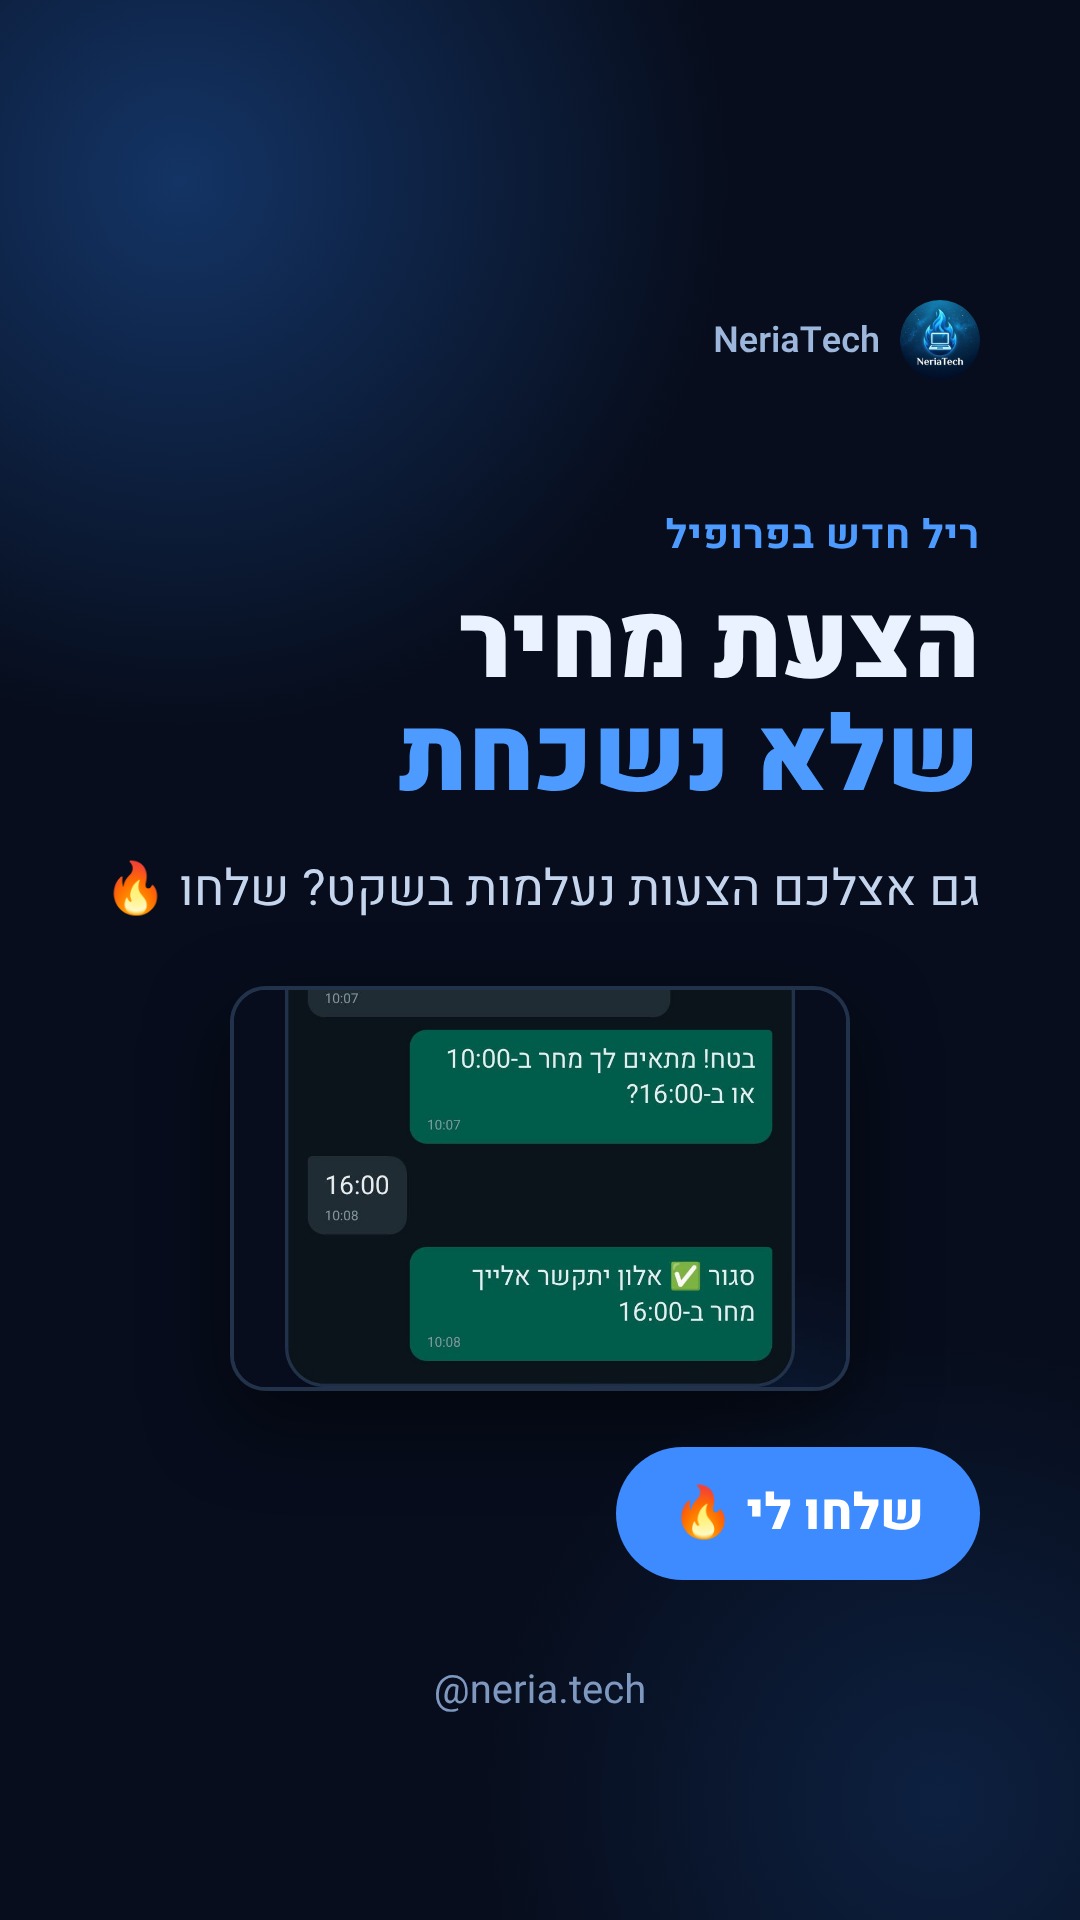 NeriaTech
NeriaTech
ריל חדש בפרופיל
הצעת מחיר
שלא נשכחת
גם אצלכם הצעות נעלמות בשקט? שלחו 🔥
10:07
בטח! מתאים לך מחר ב-10:00
או ב-16:00?
10:07
16:00
10:08
סגור ✅ אלון יתקשר אלייך
מחר ב-16:00
10:08
שלחו לי 🔥
@neria.tech